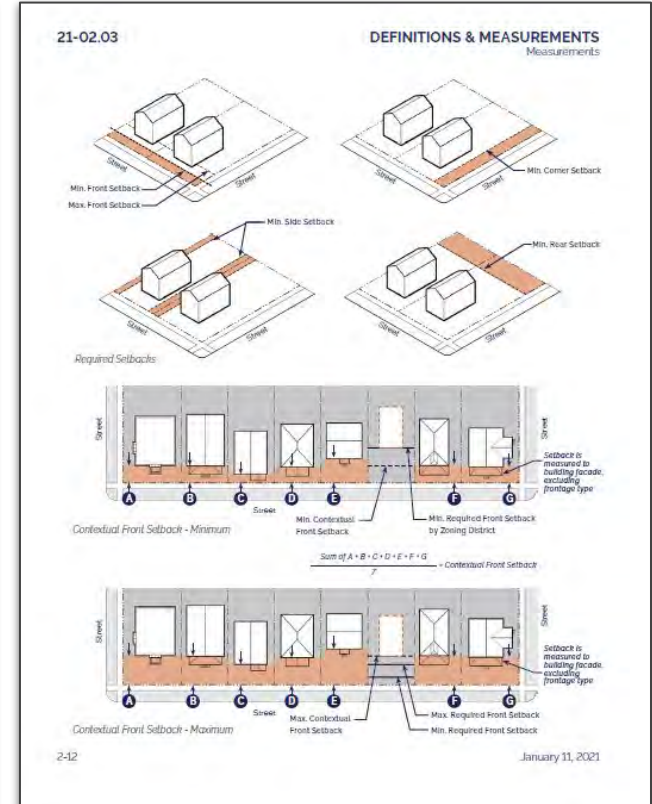 21-02.03
DEFINITIONS & MEASUREMENTS
Measurements
Street
Street
Min. Front Setback
Max. Front Setback
Street
Street
Min. Corner Setback
Min. Side Setback
Street
Street
Min. Rear Setback
Street
Street
Required Setbacks
Street
Street
Setback is
measured to
building facade,
excluding
frontage type
A B C D E F G
Street
Min. Contextual
Front Setback
Min. Required Front Setback
by Zoning District
Contextual Front Setback - Minimum
Sum of A + B + C + D + E + F + G
7
= Contextual Front Setback
Street
Street
Setback is
measured to
building facade,
excluding
frontage type
A B C D E F G
Street
Max. Contextual
Front Setback
Max. Required Front Setback
Min. Required Front Setback
Contextual Front Setback - Maximum
2-12
January 11, 2021